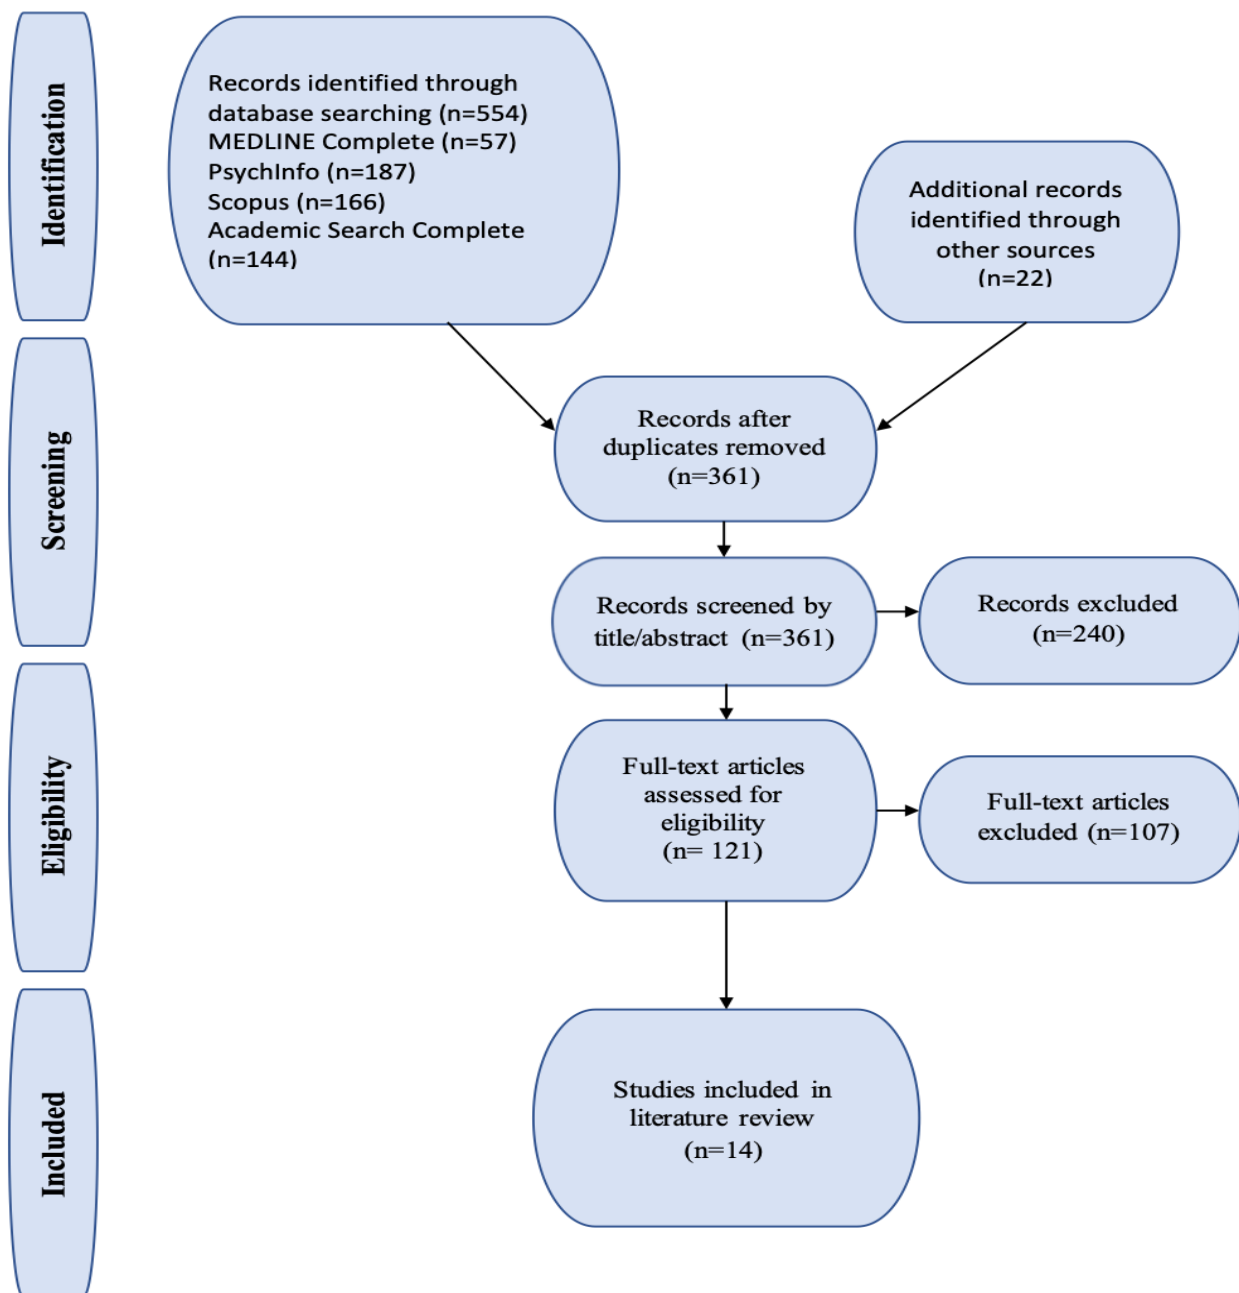 Identification
Records identified through
database searching (n=554)
MEDLINE Complete (n=57)
PsychInfo (n=187)
Scopus (n=166)
Academic Search Complete
(n=144)
Additional records
identified through
other sources
(n=22)
Screening
Records after
duplicates removed
(n=361)
Records screened by
title/abstract (n=361)
Records excluded
(n=240)
Eligibility
Full-text articles
assessed for
eligibility
(n= 121)
Full-text articles
excluded (n=107)
Included
Studies included in
literature review
(n=14)